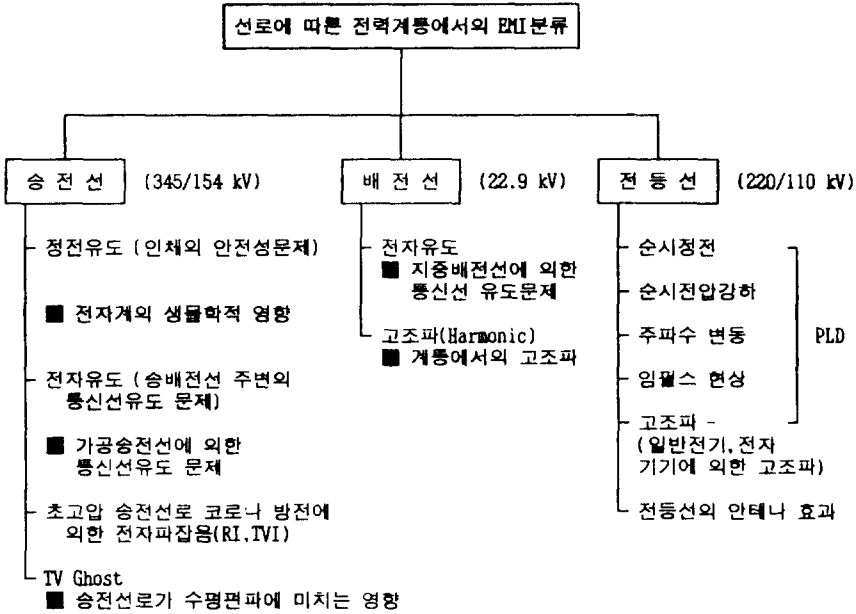 선로에 따른 전력계통에서의 EMI분류
승 전 선 (345/154 kV)
정전유도 (인체의 안전성문제)
■ 전자계의 생물학적 영향
전자유도 (송배전선 주변의
통신선유도 문제)
■ 가공송전선에 의한
통신선유도 문제
초고압 송전선로 코로나 방전에
의한 전자파잡음(RI,TVI)
TV Ghost
■ 송전선로가 수평편파에 미치는 영향
배 전 선 (22.9 kV)
전자유도
■ 지중배전선에 의한
통신선 유도문제
고조파(Harmonic)
■ 계통에서의 고조파
전 등 선 (220/110 kV)
순시정전
순시전압강하
주파수 변동
PLD
임펄스 현상
고조파 -
(일반전기,전자
기기에 의한 고조파)
전등선의 안테나 효과